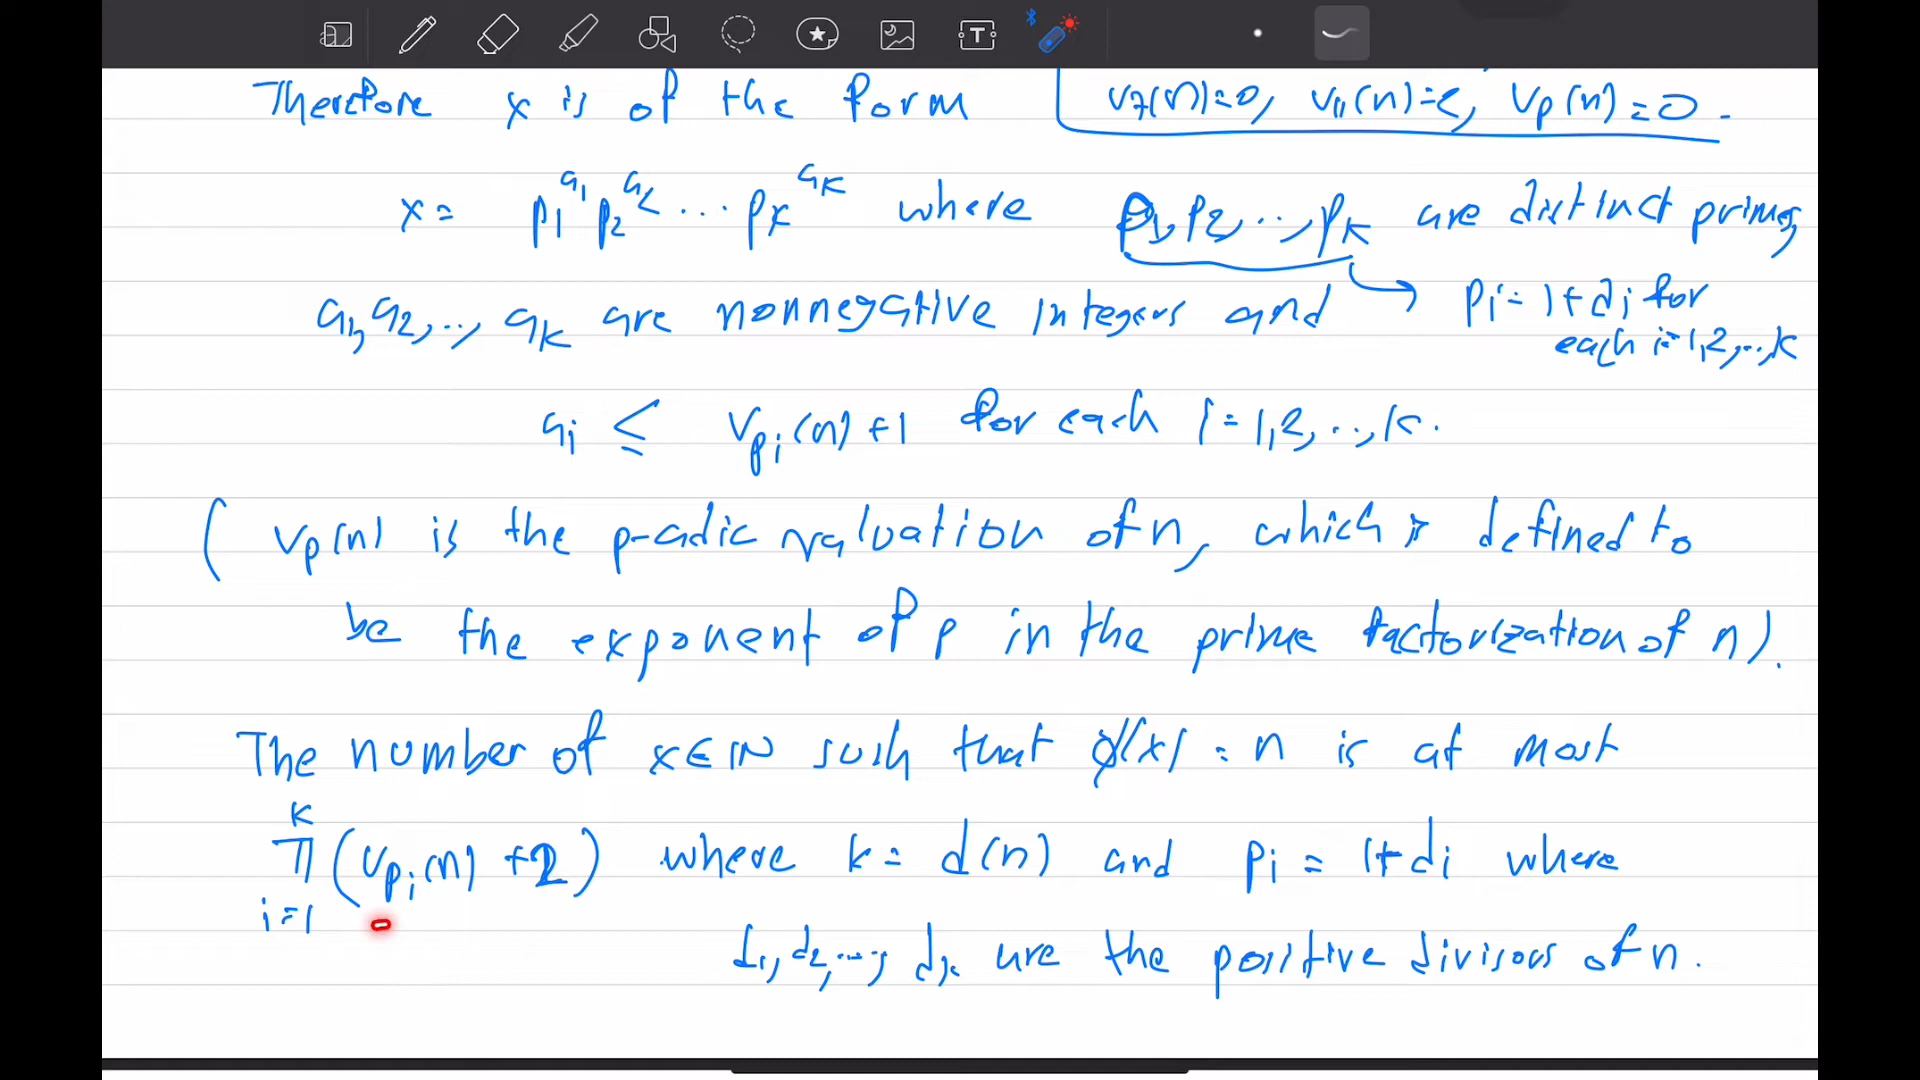 Therefore x is of the form v7(n)=0, v11(n)=2, vp(n)=0.
x = p1^a1 p2^a2 ... pk^ak where p1, p2, ..., pk are distinct primes,
a1, a2, .., ak are nonnegative integers and → pi = 1+di for
each i=1,2,..,k
ai ≤ vpi(n)+1 for each i=1,2,..,k.
( vp(n) is the p-adic valuation of n, which is defined to
be the exponent of p in the prime factorization of n).
The number of x∈ℕ such that φ(x) = n is at most
k
∏ (vpi(n) +2) where k = d(n) and pi = 1+di where
i=1
d1, d2, ..., dk are the positive divisors of n.